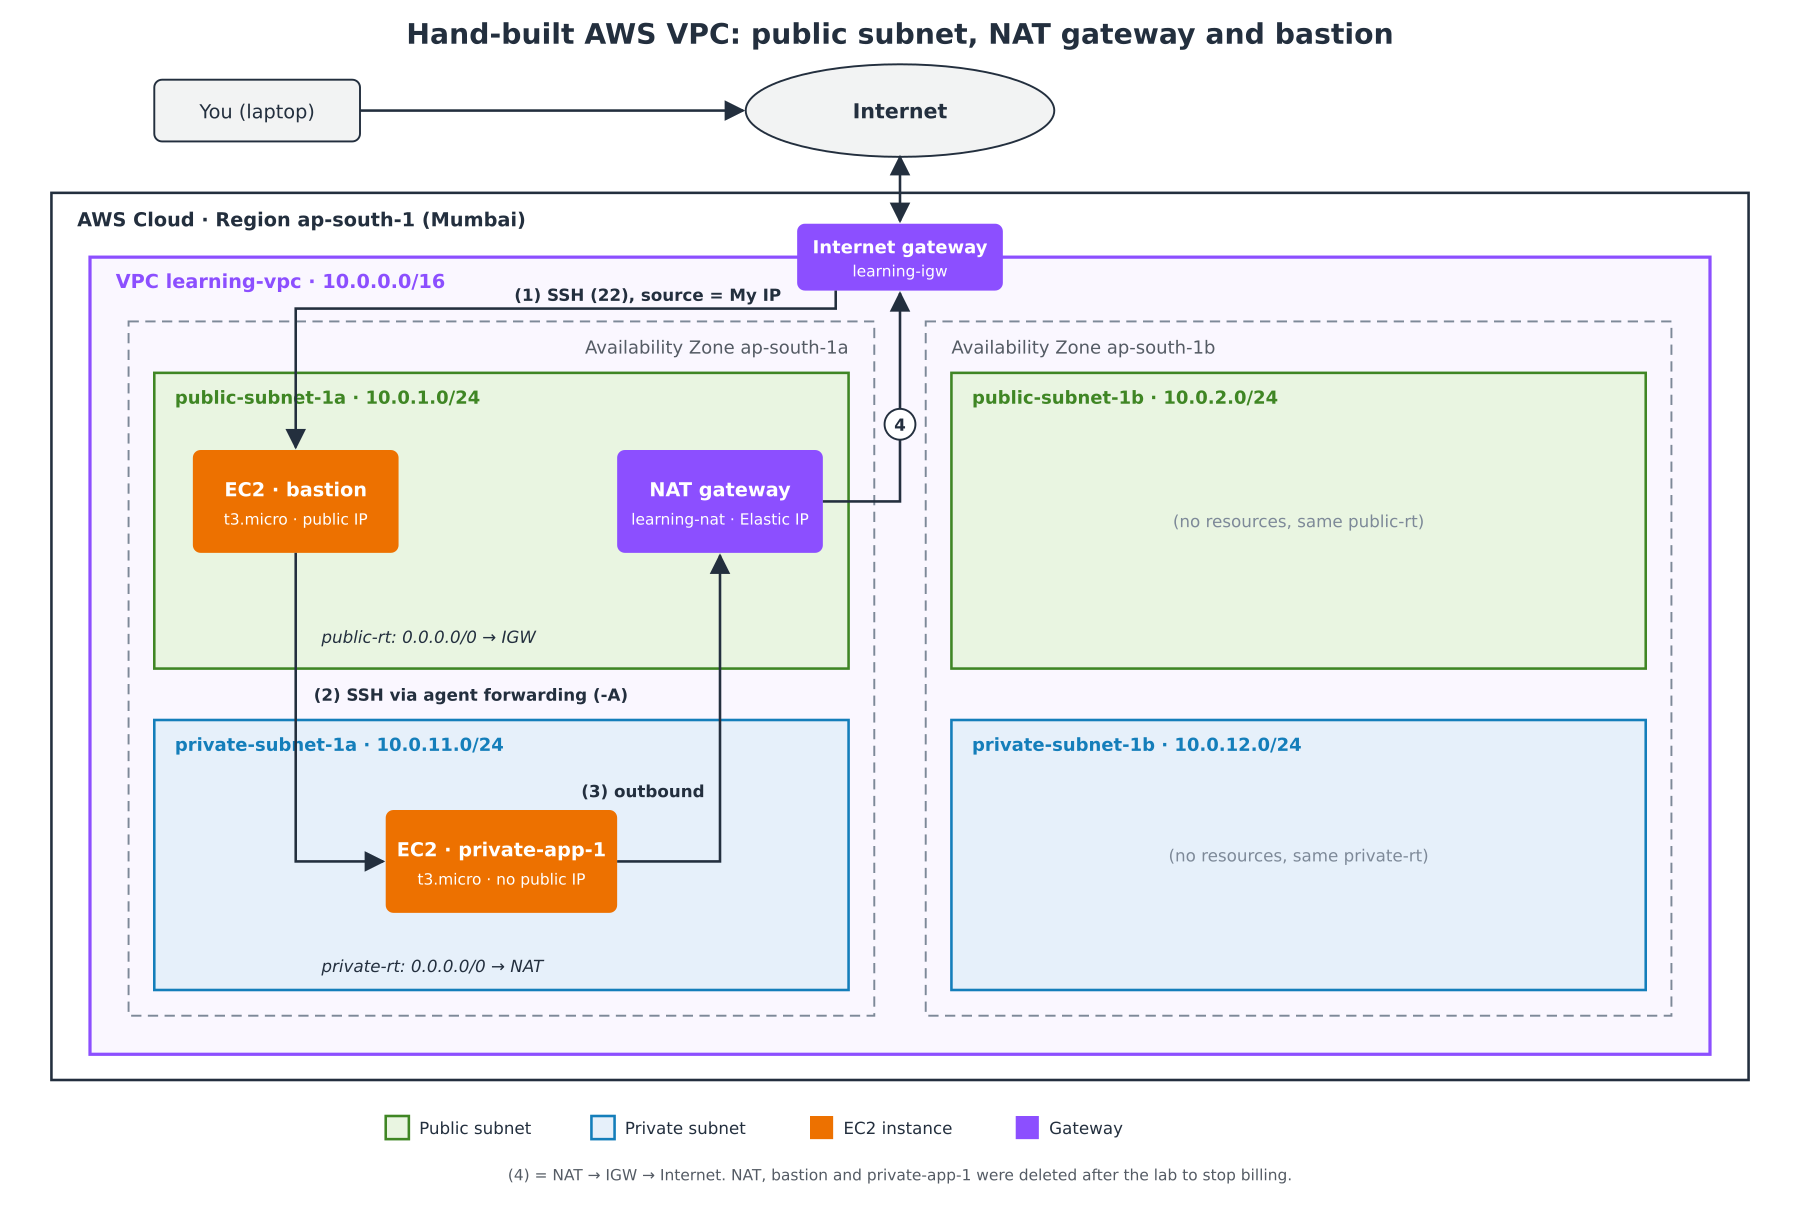 Hand-built AWS VPC: public subnet, NAT gateway and bastion
You (laptop)
Internet
AWS Cloud · Region ap-south-1 (Mumbai)
Internet gateway
learning-igw
VPC learning-vpc · 10.0.0.0/16
(1) SSH (22), source = My IP
Availability Zone ap-south-1a
Availability Zone ap-south-1b
public-subnet-1a · 10.0.1.0/24
public-subnet-1b · 10.0.2.0/24
4
EC2 · bastion
t3.micro · public IP
NAT gateway
learning-nat · Elastic IP
(no resources, same public-rt)
public-rt: 0.0.0.0/0 → IGW
(2) SSH via agent forwarding (-A)
private-subnet-1a · 10.0.11.0/24
private-subnet-1b · 10.0.12.0/24
(3) outbound
EC2 · private-app-1
t3.micro · no public IP
(no resources, same private-rt)
private-rt: 0.0.0.0/0 → NAT
Public subnet
Private subnet
EC2 instance
Gateway
(4) = NAT → IGW → Internet. NAT, bastion and private-app-1 were deleted after the lab to stop billing.